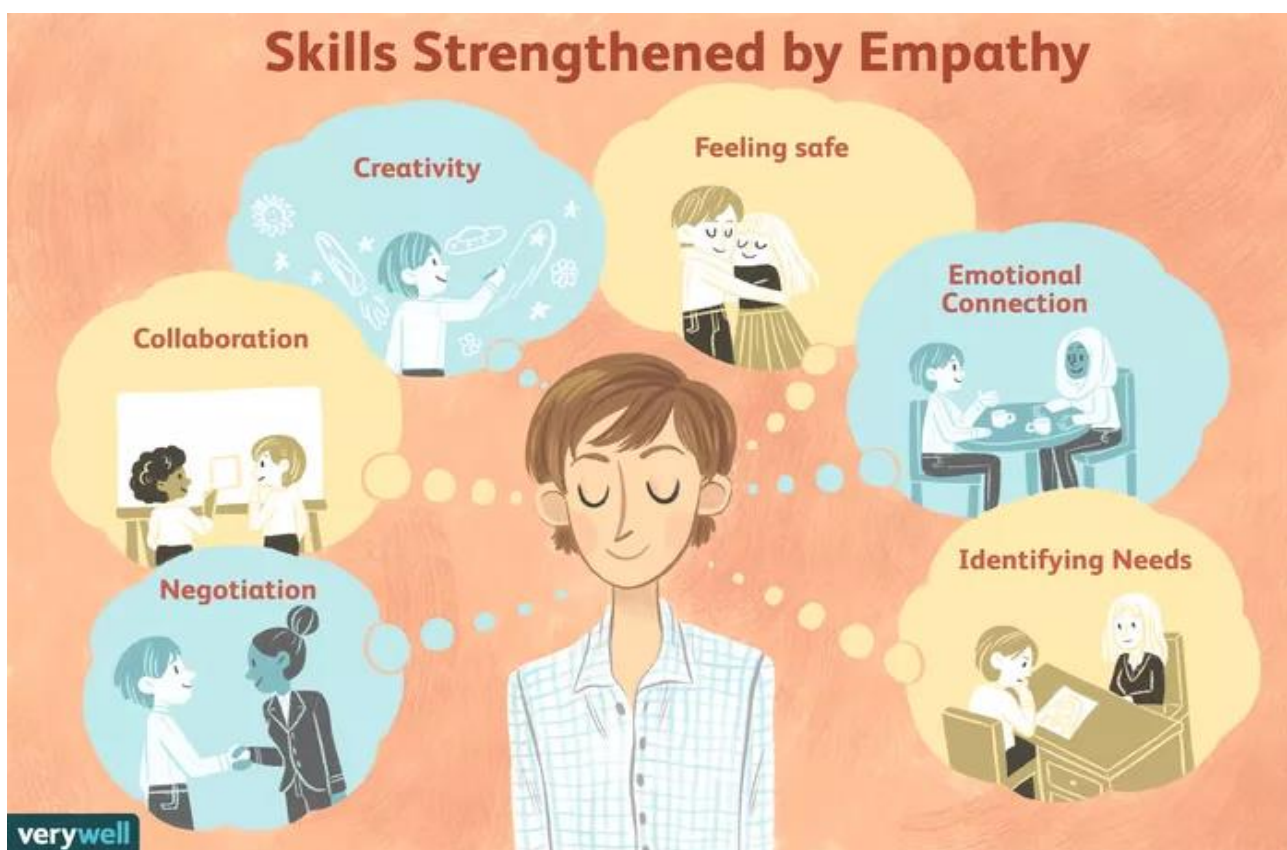 Skills Strengthened by Empathy
Creativity
Feeling safe
Emotional
Connection
Collaboration
Identifying Needs
Negotiation
verywell